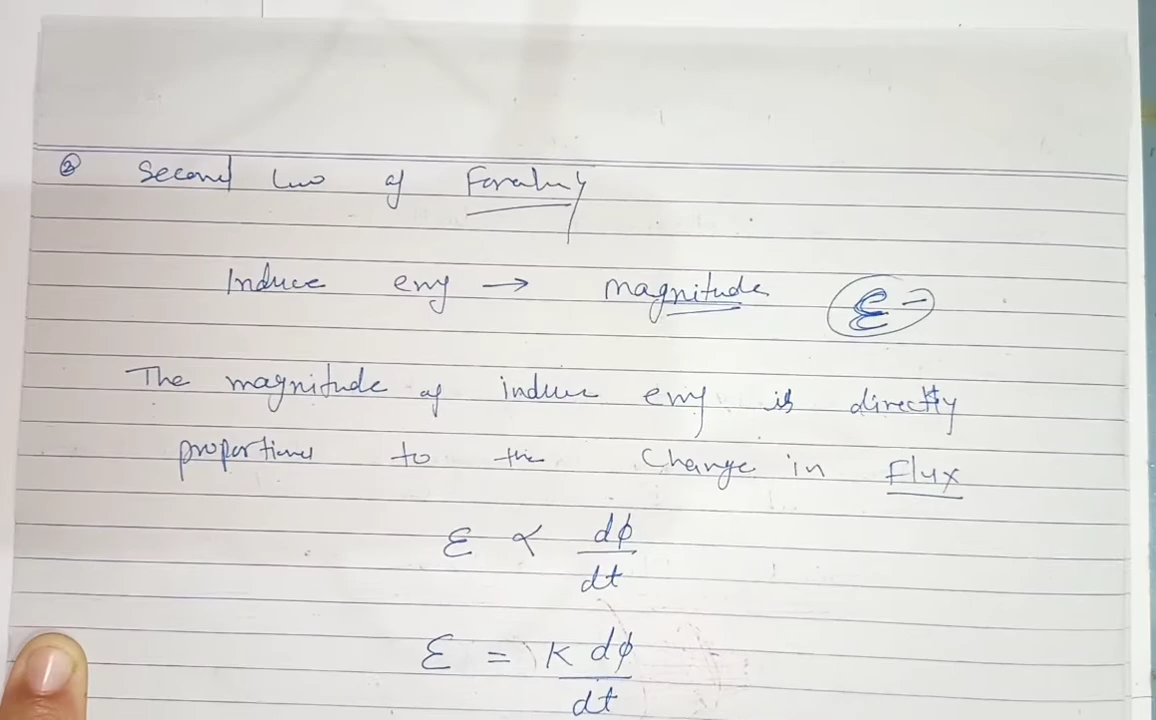 ② Second law of Faraday
Induce emf → magnitude ε =
The magnitude of induce emf is directly
proportional to the Change in Flux
ε ∝ dφ/dt
ε = K dφ/dt